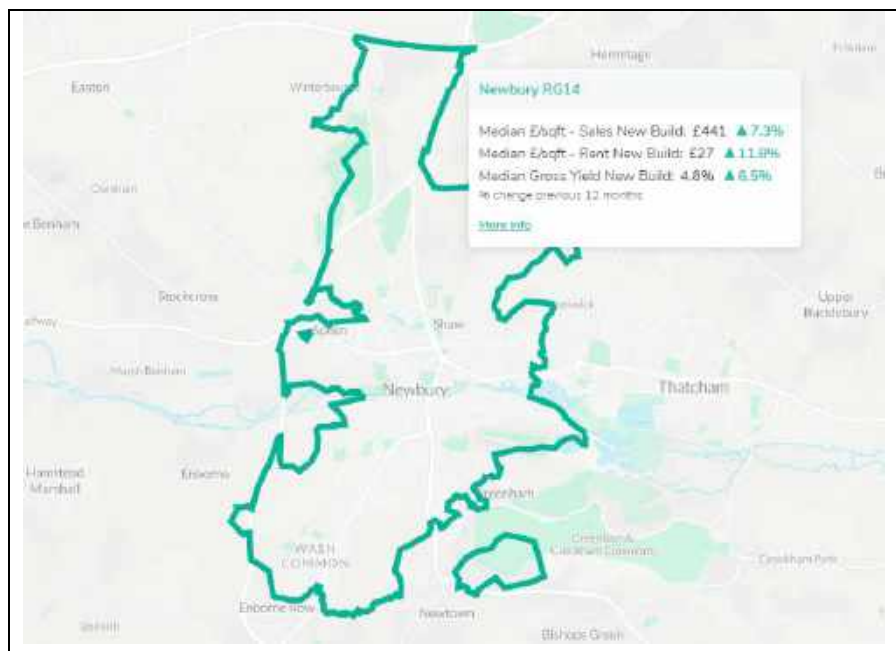 Hermitage
Easton
Newbury RG14
Median £/sqft - Sales New Build: £441 ▲ 7.3%
Median £/sqft - Rent New Build: £27 ▲ 11.8%
Median Gross Yield New Build: 4.8% ▲ 6.5%
% change previous 12 months
More info
Stockcross
Upper
Bucklebury
Shaw
Marsh Benham
Newbury
Thatcham
Hamstead
Marshall
Enborne
Greenham
WASH
COMMON
Enborne Row
Newtown
Bishops Green